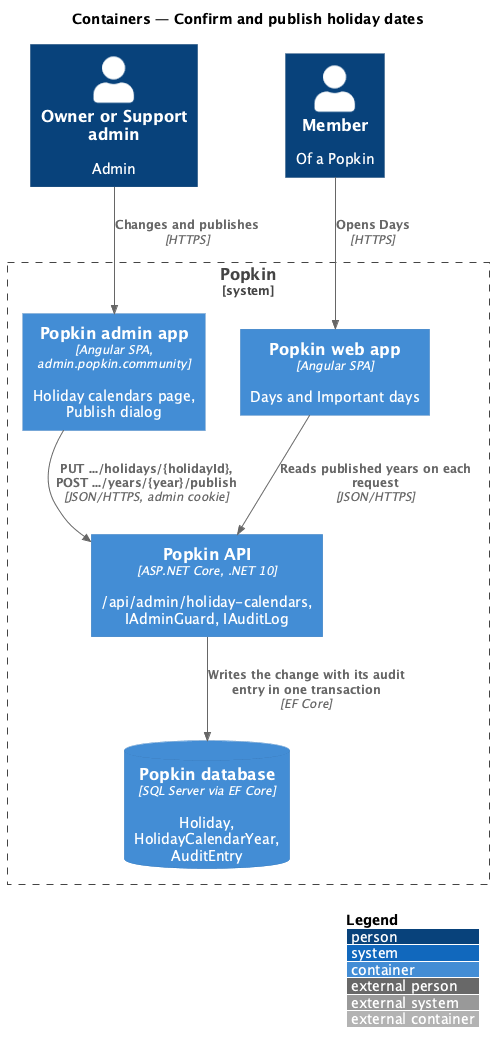 Containers — Confirm and publish holiday dates
Owner or Support
admin
Admin
Member
Of a Popkin
Changes and publishes
[HTTPS]
Opens Days
[HTTPS]
Popkin
[system]
Popkin admin app
[Angular SPA,
admin.popkin.community]
Holiday calendars page,
Publish dialog
Popkin web app
[Angular SPA]
Days and Important days
PUT .../holidays/{holidayId},
POST .../years/{year}/publish
[JSON/HTTPS, admin cookie]
Reads published years on each
request
[JSON/HTTPS]
Popkin API
[ASP.NET Core, .NET 10]
/api/admin/holiday-calendars,
IAdminGuard, IAuditLog
Writes the change with its audit
entry in one transaction
[EF Core]
Popkin database
[SQL Server via EF Core]
Holiday,
HolidayCalendarYear,
AuditEntry
Legend
person
system
container
external person
external system
external container